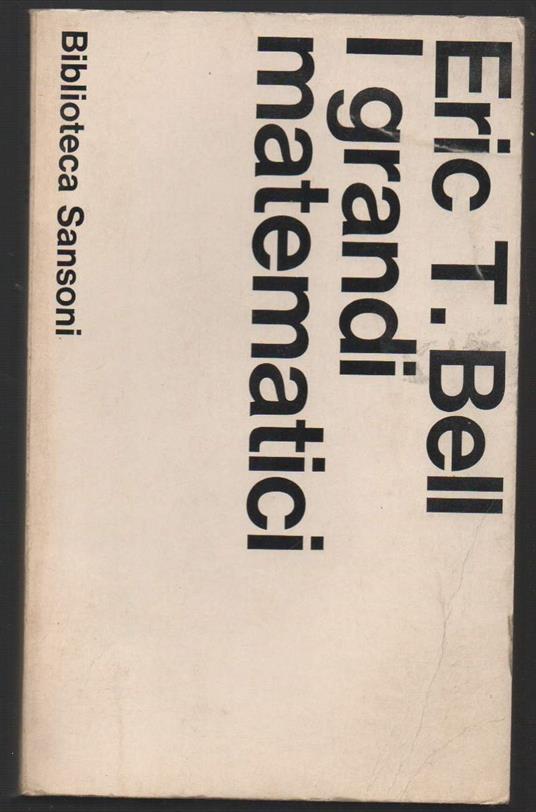 Eric T. Bell
I grandi
matematici
Biblioteca Sansoni